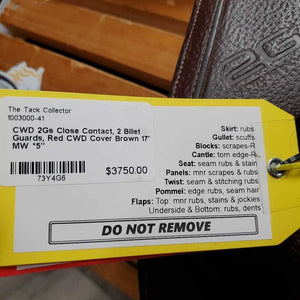 The Tack Collector
1003000-41
CWD 2Gs Close Contact, 2 Billet
Guards, Red CWD Cover Brown 17"
MW *5"
73Y4G6
$3750.00
Skirt: rubs
Gullet: scuffs
Blocks: scrapes-R
Cantle: torn edge-R
Seat: seam rubs & stain
Panels: mnr scrapes & rubs
Twist: seam & stitching rubs
Pommel: edge rubs, seam hair
Flaps: Top: mnr rubs, stains & jockies
Underside & Bottom: rubs, dents
DO NOT REMOVE